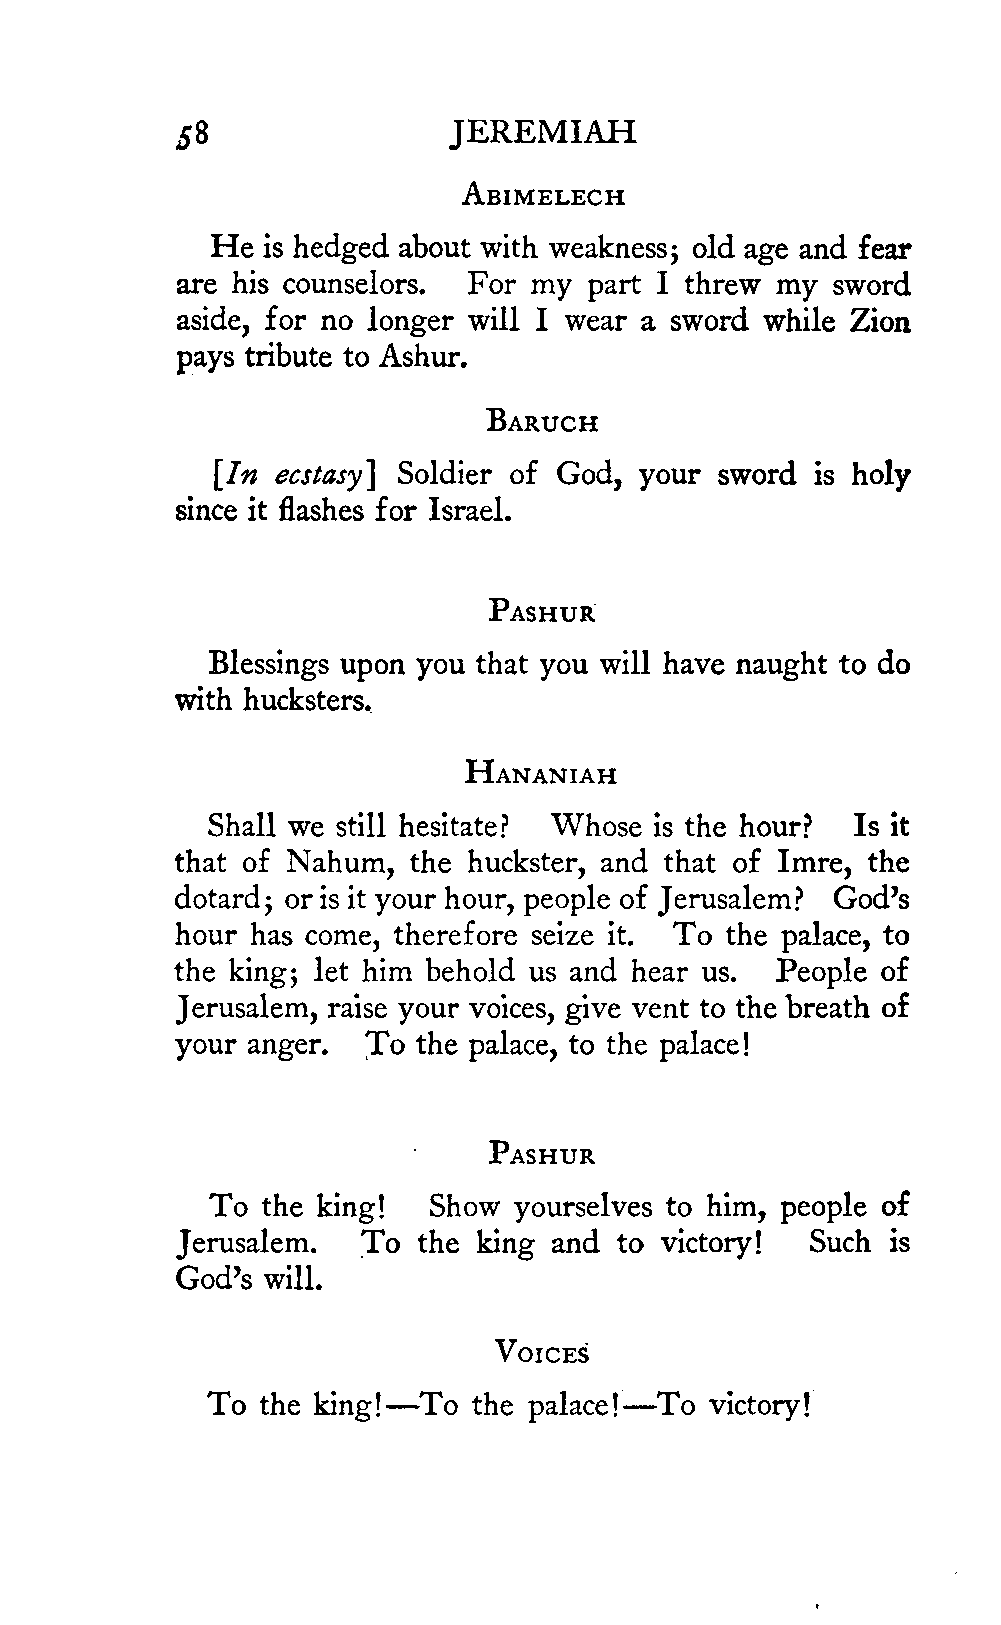 58 JEREMIAH
ABIMELECH
He is hedged about with weakness; old age and fear
are his counselors. For my part I threw my sword
aside, for no longer will I wear a sword while Zion
pays tribute to Ashur.
BARUCH
[In ecstasy] Soldier of God, your sword is holy
since it flashes for Israel.
PASHUR
Blessings upon you that you will have naught to do
with hucksters.
HANANIAH
Shall we still hesitate? Whose is the hour? Is it
that of Nahum, the huckster, and that of Imre, the
dotard; or is it your hour, people of Jerusalem? God's
hour has come, therefore seize it. To the palace, to
the king; let him behold us and hear us. People of
Jerusalem, raise your voices, give vent to the breath of
your anger. To the palace, to the palace!
PASHUR
To the king! Show yourselves to him, people of
Jerusalem. To the king and to victory! Such is
God's will.
VOICES
To the king!—To the palace!—To victory!